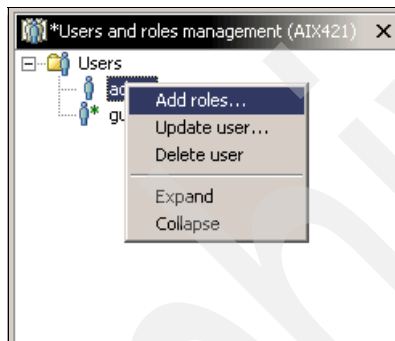 *Users and roles management (AIX421)
Users
Add roles...
Update user...
Delete user
Expand
Collapse